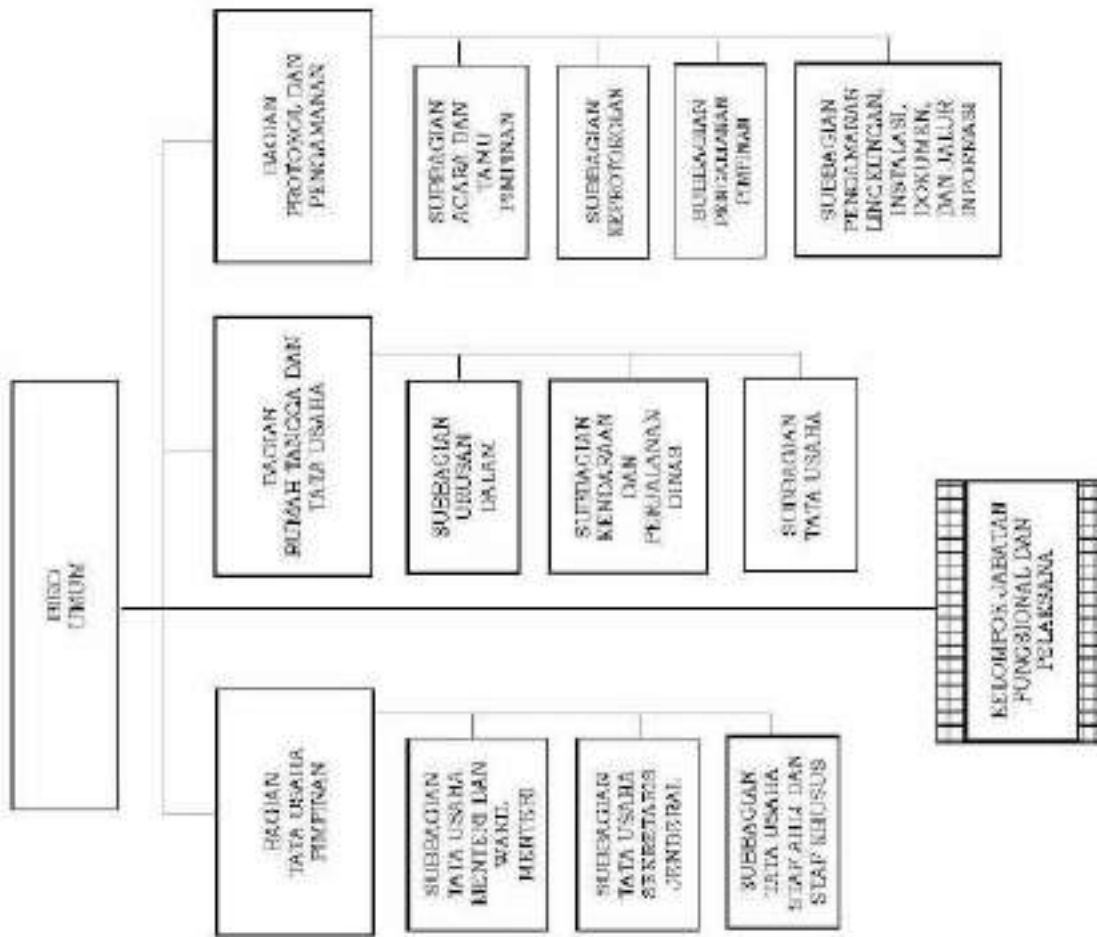 BIRO
UMUM
BAGIAN
TATA USAHA
PIMPINAN
SUBBAGIAN
TATA USAHA
MENTERI DAN
WAKIL
MENTERI
SUBBAGIAN
TATA USAHA
SEKRETARIS
JENDERAL
SUBBAGIAN
TATA USAHA
STAF AHLI DAN
STAF KHUSUS
BAGIAN
RUMAH TANGGA DAN
TATA USAHA
SUBBAGIAN
URUSAN
DALAM
SUBBAGIAN
KENDARAAN
DAN
PERJALANAN
DINAS
SUBBAGIAN
TATA USAHA
BAGIAN
PROTOKOL DAN
PENGAMANAN
SUBBAGIAN
ACARA DAN
TAMU
PIMPINAN
SUBBAGIAN
KEPROTOKOLAN
SUBBAGIAN
PENGAMANAN
PIMPINAN
SUBBAGIAN
PENGAMANAN
LINGKUNGAN,
INSTALASI,
DOKUMEN,
DAN JALUR
INFORMASI
KELOMPOK JABATAN
FUNGSIONAL DAN
PELAKSANA